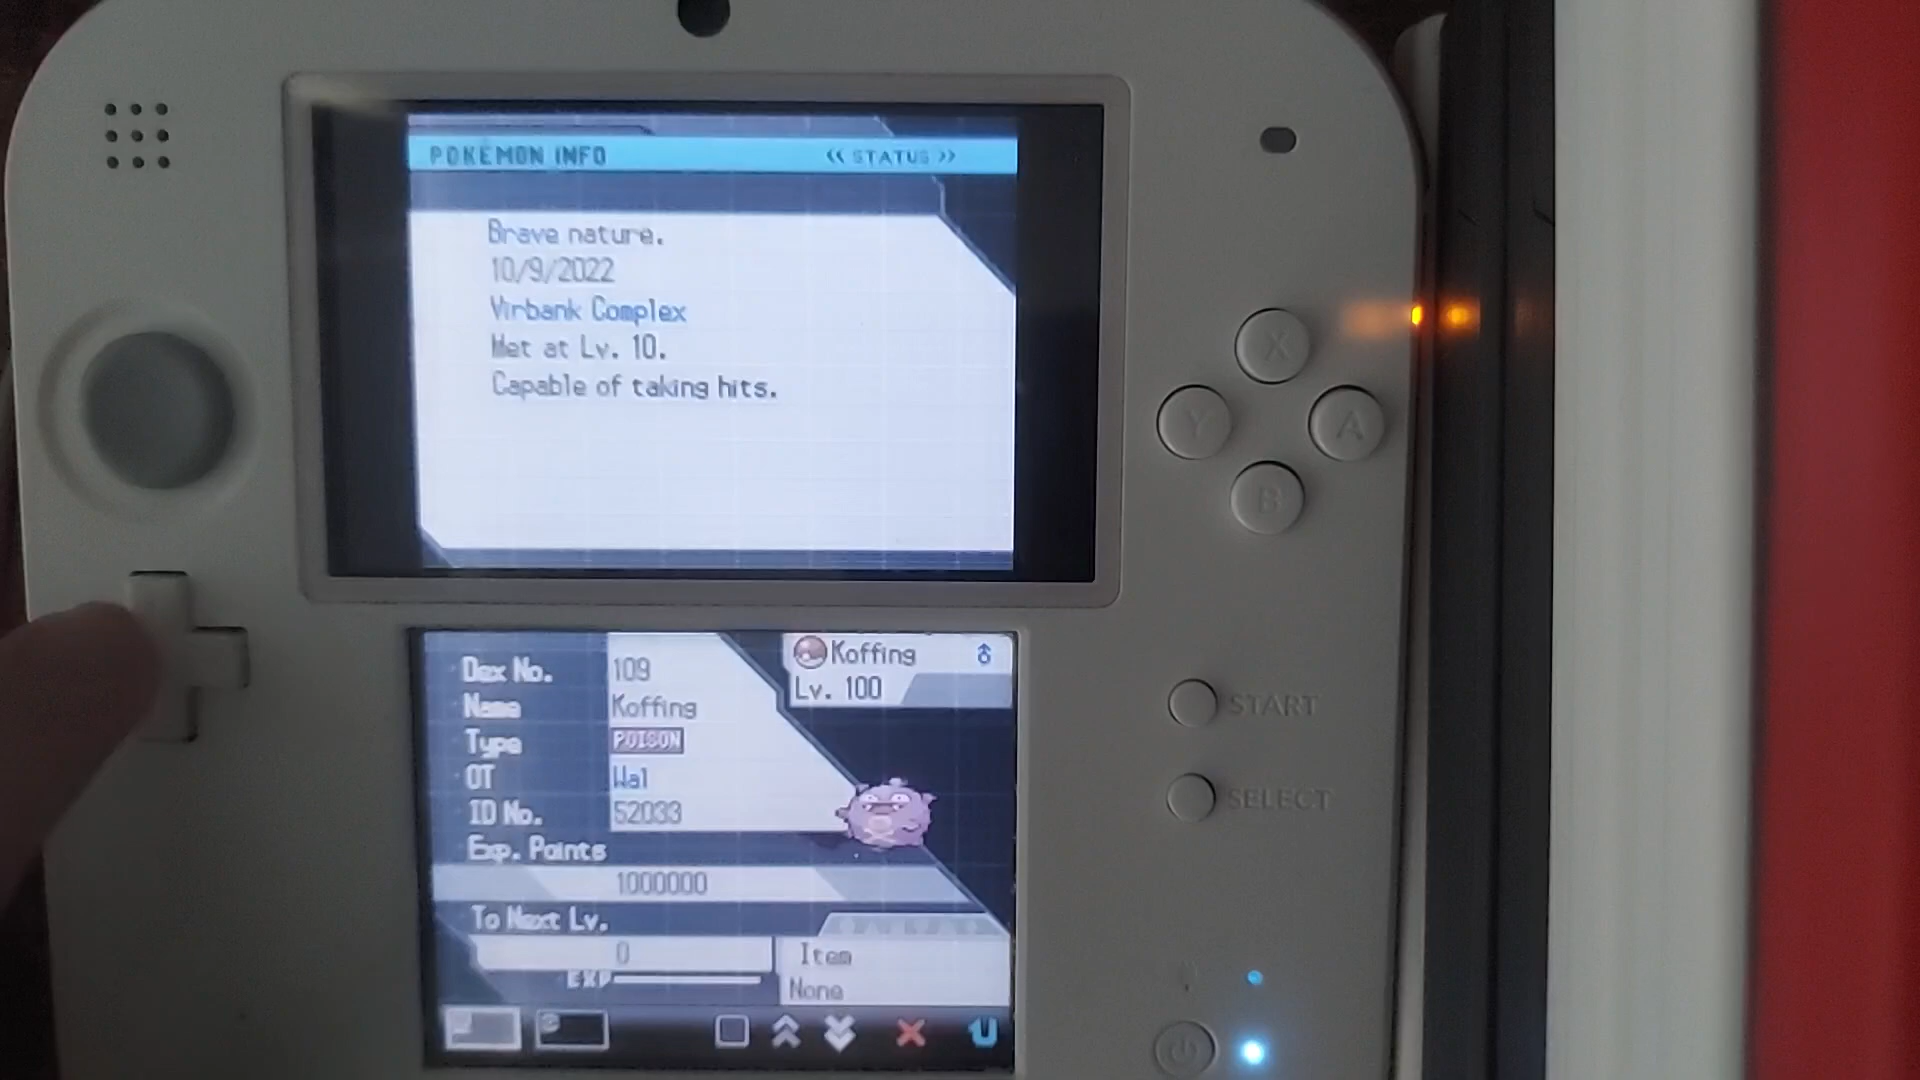 POKÉMON INFO << STATUS >>
Brave nature.
10/9/2022
Virbank Complex
Met at Lv. 10.
Capable of taking hits.
X
Y
A
B
Koffing ♂
Lv. 100
Dex No. 109
Name Koffing
Type POISON
OT Wal
ID No. 52033
Exp. Points
1000000
To Next Lv.
0
EXP
Item
None
START
SELECT